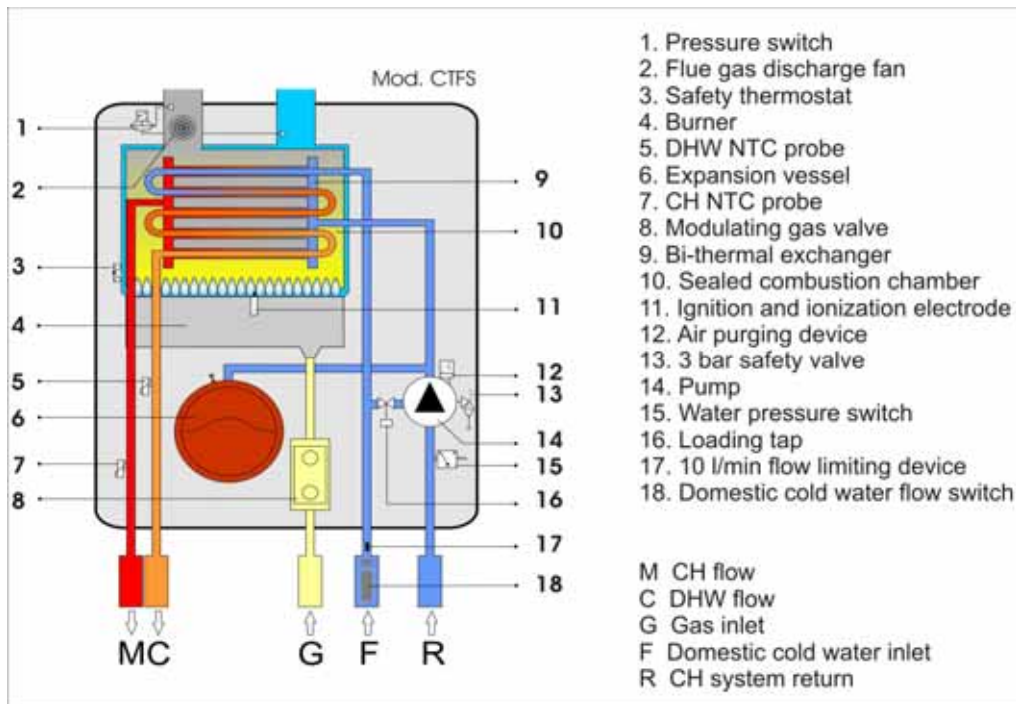 Mod. CTFS
1
2
3
4
5
6
7
8
9
10
11
12
13
14
15
16
17
18
M C G F R
1. Pressure switch
2. Flue gas discharge fan
3. Safety thermostat
4. Burner
5. DHW NTC probe
6. Expansion vessel
7. CH NTC probe
8. Modulating gas valve
9. Bi-thermal exchanger
10. Sealed combustion chamber
11. Ignition and ionization electrode
12. Air purging device
13. 3 bar safety valve
14. Pump
15. Water pressure switch
16. Loading tap
17. 10 l/min flow limiting device
18. Domestic cold water flow switch
M CH flow
C DHW flow
G Gas inlet
F Domestic cold water inlet
R CH system return